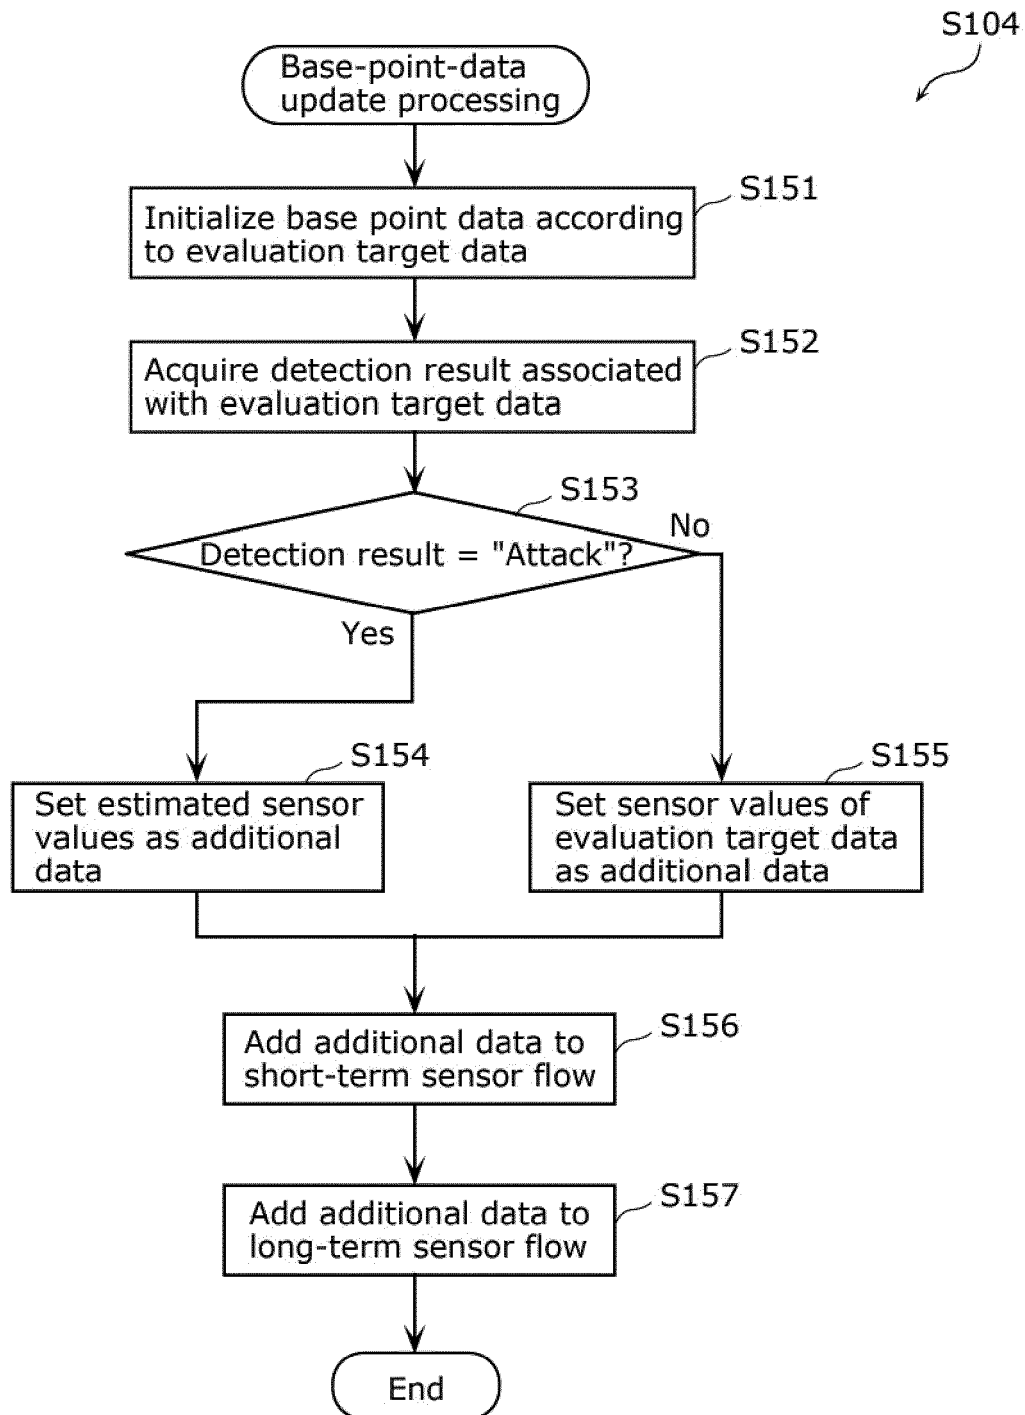 S104
Base-point-data
update processing
S151
Initialize base point data according
to evaluation target data
S152
Acquire detection result associated
with evaluation target data
S153
Detection result = "Attack"?
No
Yes
S154
Set estimated sensor
values as additional
data
S155
Set sensor values of
evaluation target data
as additional data
S156
Add additional data to
short-term sensor flow
S157
Add additional data to
long-term sensor flow
End